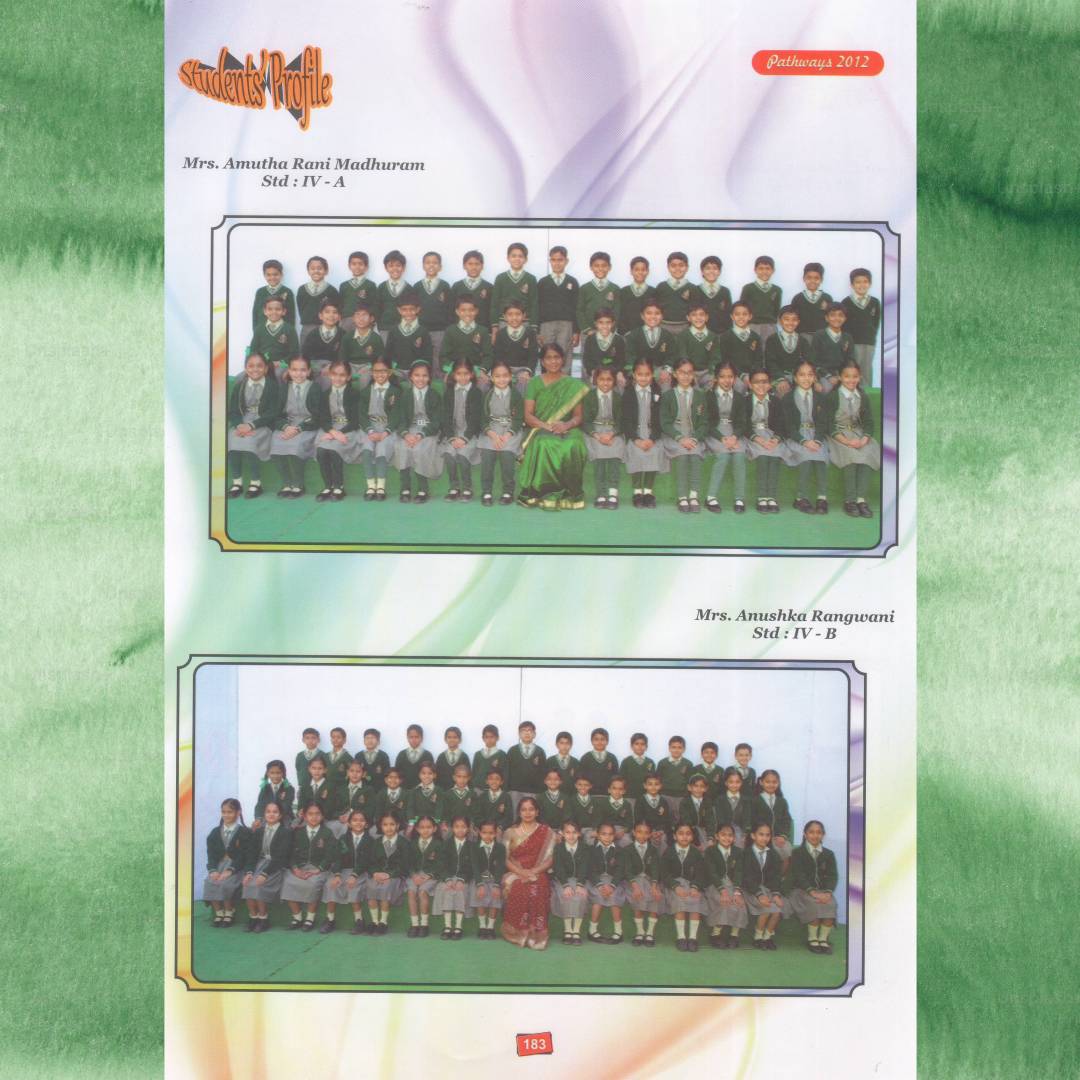 Students' Profile
Pathways 2012
Mrs. Amutha Rani Madhuram
Std : IV - A
Mrs. Anushka Rangwani
Std : IV - B
183